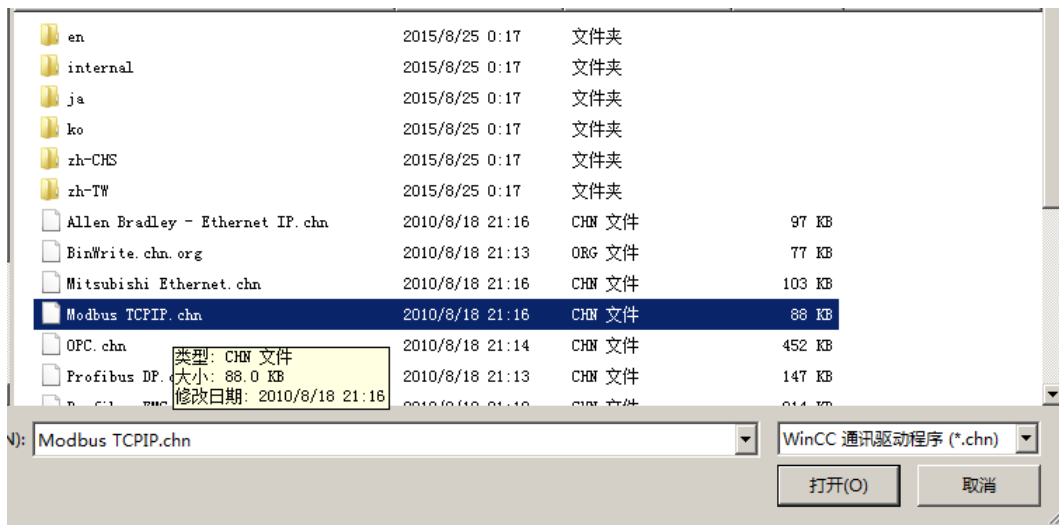 en 2015/8/25 0:17 文件夹
internal 2015/8/25 0:17 文件夹
ja 2015/8/25 0:17 文件夹
ko 2015/8/25 0:17 文件夹
zh-CHS 2015/8/25 0:17 文件夹
zh-TW 2015/8/25 0:17 文件夹
Allen Bradley - Ethernet IP.chn 2010/8/18 21:16 CHN 文件 97 KB
BinWrite.chn.org 2010/8/18 21:13 ORG 文件 77 KB
Mitsubishi Ethernet.chn 2010/8/18 21:16 CHN 文件 103 KB
Modbus TCPIP.chn 2010/8/18 21:16 CHN 文件 88 KB
OPC.chn 2010/8/18 21:14 CHN 文件 452 KB
Profibus DP. 2010/8/18 21:13 CHN 文件 147 KB
类型: CHN 文件
大小: 88.0 KB
修改日期: 2010/8/18 21:16
N): Modbus TCPIP.chn WinCC 通讯驱动程序 (*.chn)
打开(O) 取消